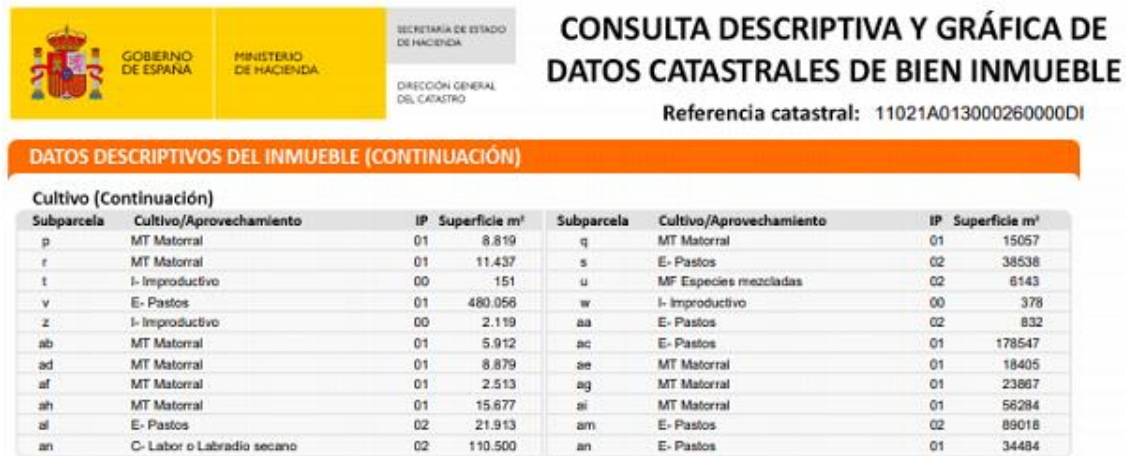 GOBIERNO
DE ESPAÑA
MINISTERIO
DE HACIENDA
SECRETARÍA DE ESTADO
DE HACIENDA
DIRECCIÓN GENERAL
DEL CATASTRO
CONSULTA DESCRIPTIVA Y GRÁFICA DE
DATOS CATASTRALES DE BIEN INMUEBLE
Referencia catastral: 11021A013000260000DI
DATOS DESCRIPTIVOS DEL INMUEBLE (CONTINUACIÓN)
Cultivo (Continuación)
Subparcela Cultivo/Aprovechamiento IP Superficie m² Subparcela Cultivo/Aprovechamiento IP Superficie m²
p MT Matorral 01 8.819 q MT Matorral 01 15057
r MT Matorral 01 11.437 s E- Pastos 02 38538
t I- Improductivo 00 151 u MF Especies mezcladas 02 6143
v E- Pastos 01 480.056 w I- Improductivo 00 378
z I- Improductivo 00 2.119 aa E- Pastos 02 832
ab MT Matorral 01 5.912 ac E- Pastos 01 178547
ad MT Matorral 01 8.879 ae MT Matorral 01 18405
af MT Matorral 01 2.513 ag MT Matorral 01 23867
ah MT Matorral 01 15.677 ai MT Matorral 01 56284
al E- Pastos 02 21.913 am E- Pastos 02 89018
an C- Labor o Labradío secano 02 110.500 an E- Pastos 01 34484